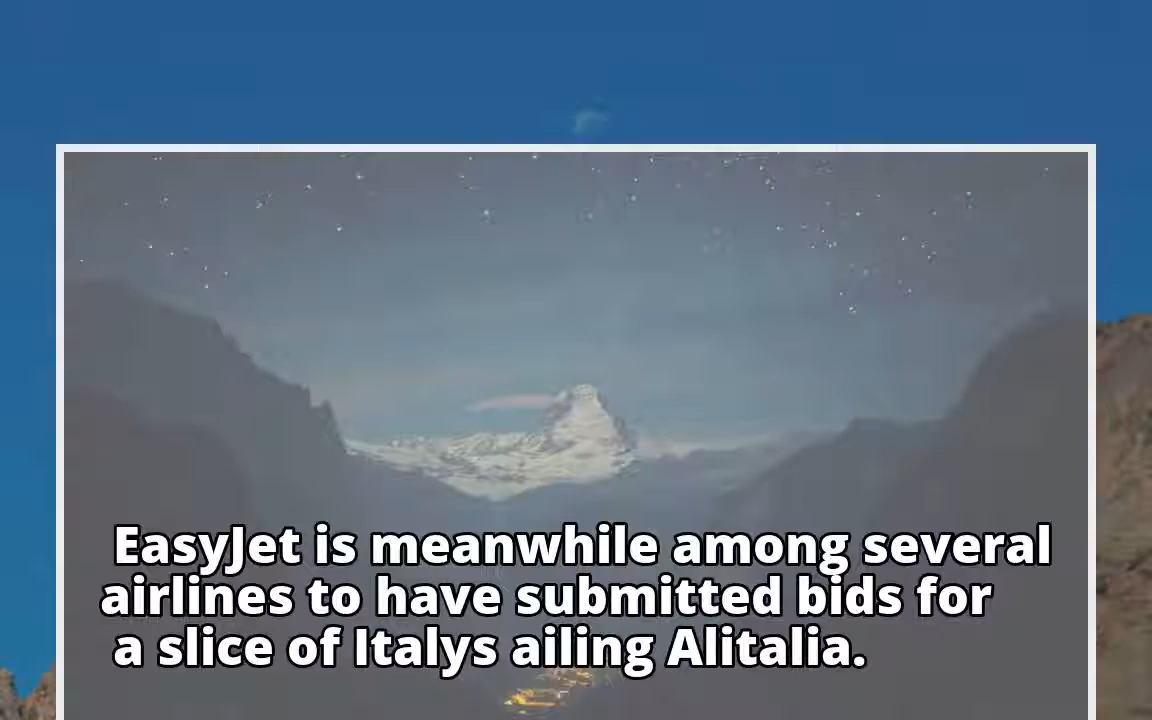 EasyJet is meanwhile among several
airlines to have submitted bids for
a slice of Italys ailing Alitalia.